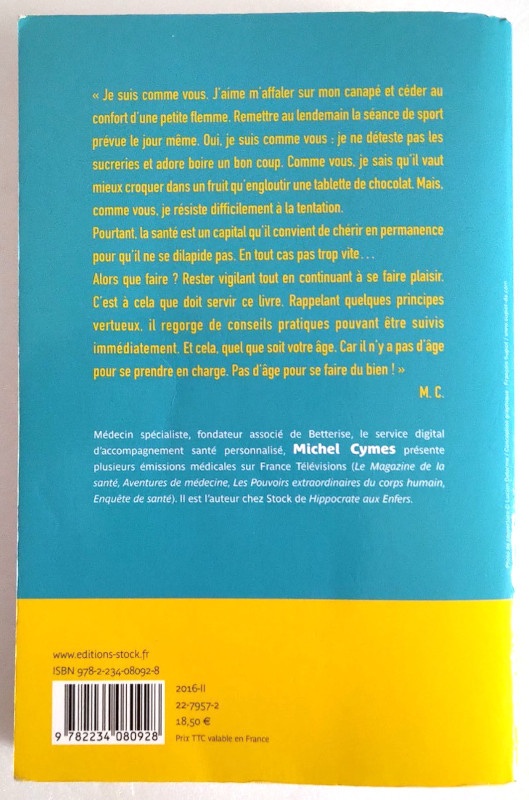 « Je suis comme vous. J'aime m'affaler sur mon canapé et céder au
confort d'une petite flemme. Remettre au lendemain la séance de sport
prévue le jour même. Oui, je suis comme vous : je ne déteste pas les
sucreries et adore boire un bon coup. Comme vous, je sais qu'il vaut
mieux croquer dans un fruit qu'engloutir une tablette de chocolat. Mais,
comme vous, je résiste difficilement à la tentation.
Pourtant, la santé est un capital qu'il convient de chérir en permanence
pour qu'il ne se dilapide pas. En tout cas pas trop vite...
Alors que faire ? Rester vigilant tout en continuant à se faire plaisir.
C'est à cela que doit servir ce livre. Rappelant quelques principes
vertueux, il regorge de conseils pratiques pouvant être suivis
immédiatement. Et cela, quel que soit votre âge. Car il n'y a pas d'âge
pour se prendre en charge. Pas d'âge pour se faire du bien ! »
M. C.
Médecin spécialiste, fondateur associé de Betterise, le service digital
d'accompagnement santé personnalisé, Michel Cymes présente
plusieurs émissions médicales sur France Télévisions (Le Magazine de la
santé, Aventures de médecine, Les Pouvoirs extraordinaires du corps humain,
Enquête de santé). Il est l'auteur chez Stock de Hippocrate aux Enfers.
www.editions-stock.fr
ISBN 978-2-234-08092-8
2016-II
22-7957-2
18,50 €
Prix TTC valable en France
9 782234 080928